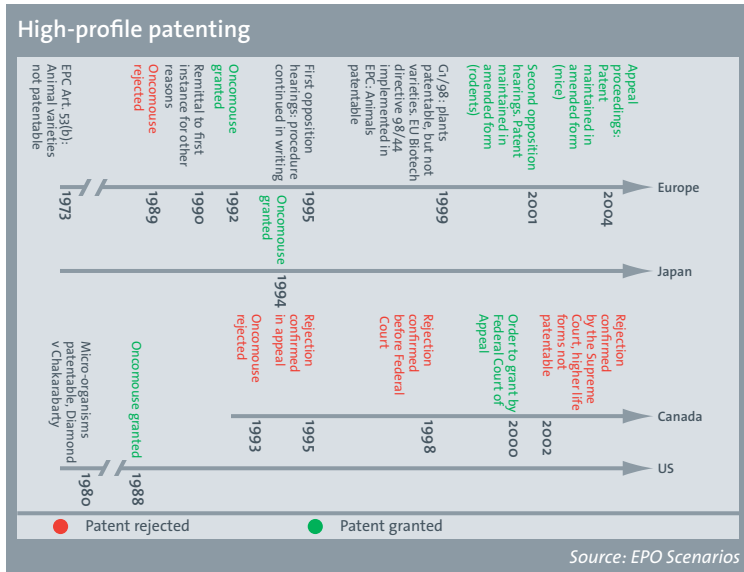 High-profile patenting
EPC Art. 53(b):
Animal varieties
not patentable
Oncomouse
rejected
Remittal to first
instance for other
reasons
Oncomouse
granted
First opposition
hearings: procedure
continued in writing
G1/98: plants
patentable, but not
varieties. EU Biotech
directive 98/44
implemented in
EPC: Animals
patentable
Second opposition
hearings. Patent
maintained in
amended form
(rodents)
Appeal
proceedings:
Patent
maintained in
amended form
(mice)
Europe
1973
1989
1990
1992
1995
1999
2001
2004
Oncomouse
granted
Japan
1994
Oncomouse
rejected
Rejection
confirmed
in appeal
Rejection
confirmed
before Federal
Court
Order to grant by
Federal Court of
Appeal
Rejection
confirmed
by the Supreme
Court, higher life
forms not
patentable
Canada
1993
1995
1998
2000
2002
Micro-organisms
patentable, Diamond
v Chakarabarty
Oncomouse granted
US
1980
1988
Patent rejected
Patent granted
Source: EPO Scenarios